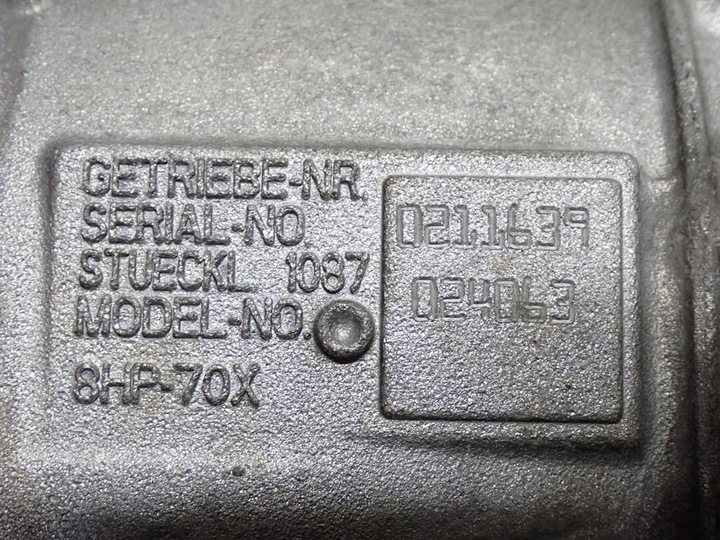 GETRIEBE-NR.
SERIAL-NO. 0211639
STUECKL. 1087
MODEL-NO. 024063
8HP-70X